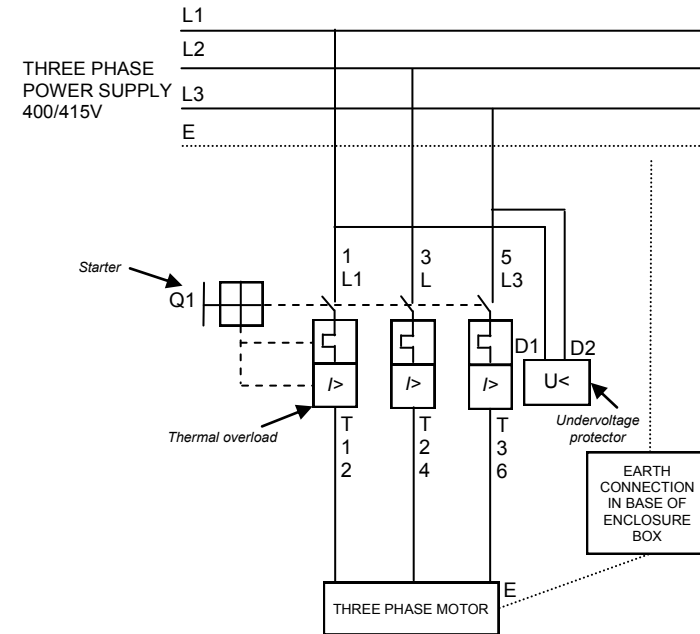 L1
L2
THREE PHASE
POWER SUPPLY
400/415V
L3
E
1
L1
3
L
5
L3
Starter
Q1
D1
D2
I>
I>
I>
U<
Undervoltage
protector
Thermal overload
T
1
2
T
2
4
T
3
6
EARTH
CONNECTION
IN BASE OF
ENCLOSURE
BOX
E
THREE PHASE MOTOR